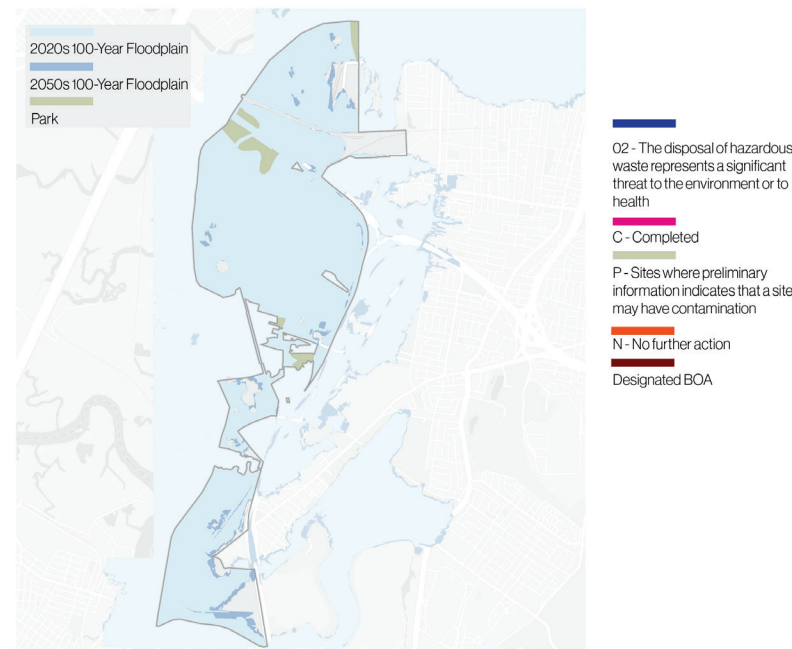 2020s 100-Year Floodplain
2050s 100-Year Floodplain
Park
02 - The disposal of hazardous
waste represents a significant
threat to the environment or to
health
C - Completed
P - Sites where preliminary
information indicates that a site
may have contamination
N - No further action
Designated BOA